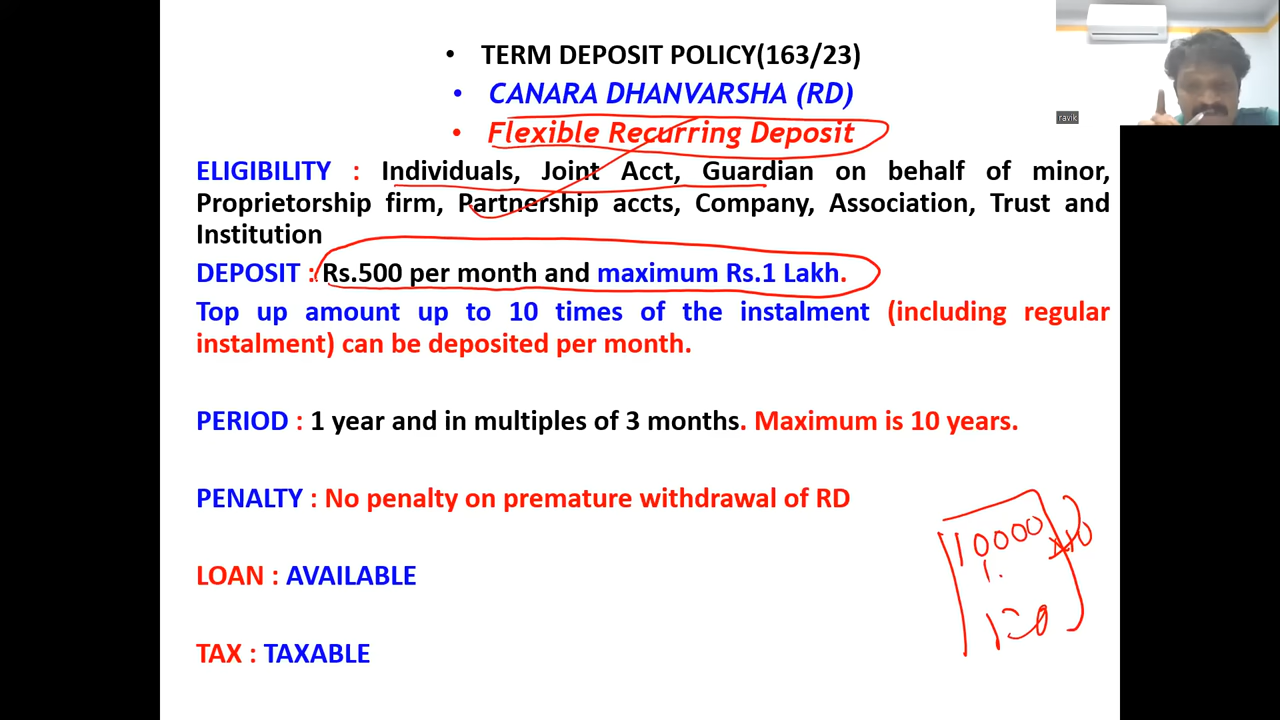 • TERM DEPOSIT POLICY(163/23)
• CANARA DHANVARSHA (RD)
• Flexible Recurring Deposit
ravik
ELIGIBILITY : Individuals, Joint Acct, Guardian on behalf of minor,
Proprietorship firm, Partnership accts, Company, Association, Trust and
Institution
DEPOSIT : Rs.500 per month and maximum Rs.1 Lakh.
Top up amount up to 10 times of the instalment (including regular
instalment) can be deposited per month.
PERIOD : 1 year and in multiples of 3 months. Maximum is 10 years.
PENALTY : No penalty on premature withdrawal of RD
10000
LOAN : AVAILABLE
TAX : TAXABLE